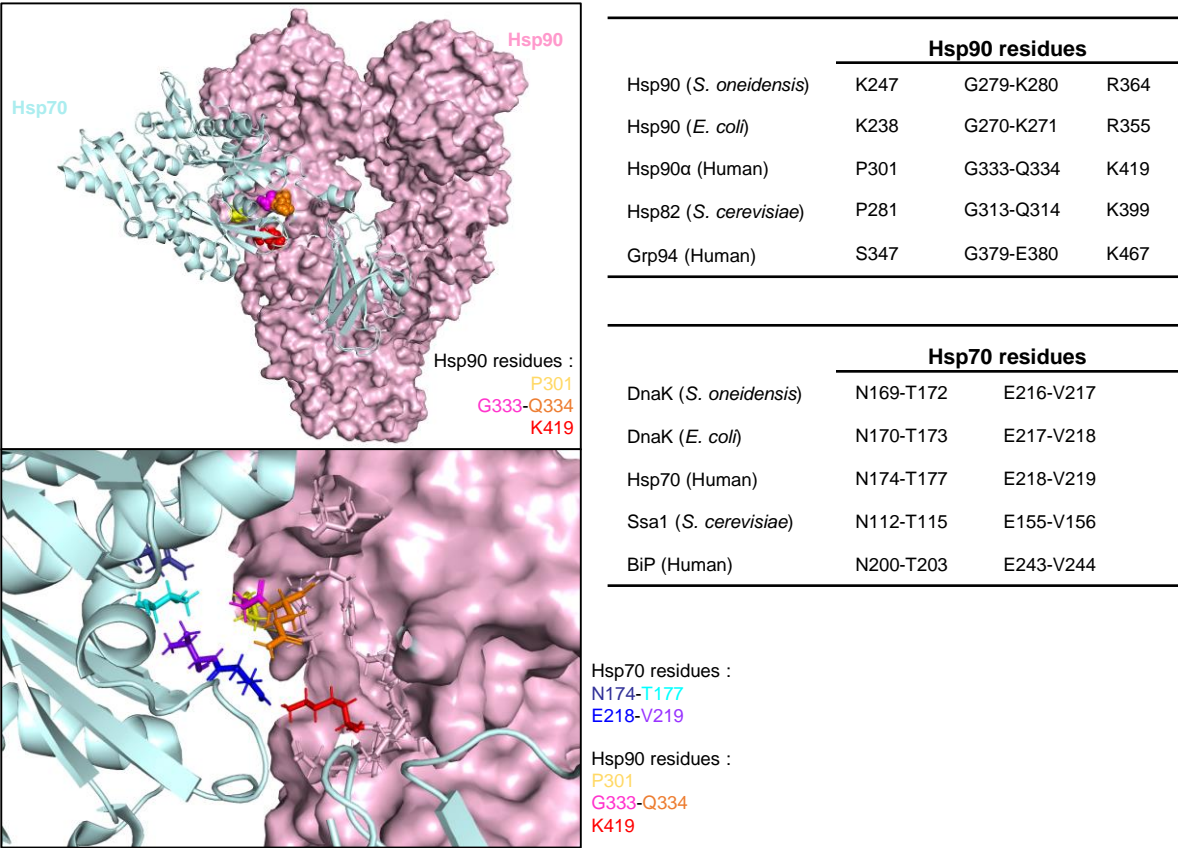 Hsp90
Hsp70
Hsp90 residues :
P301
G333-Q334
K419
Hsp90 residues
Hsp90 (S. oneidensis) K247 G279-K280 R364
Hsp90 (E. coli) K238 G270-K271 R355
Hsp90α (Human) P301 G333-Q334 K419
Hsp82 (S. cerevisiae) P281 G313-Q314 K399
Grp94 (Human) S347 G379-E380 K467
Hsp70 residues
DnaK (S. oneidensis) N169-T172 E216-V217
DnaK (E. coli) N170-T173 E217-V218
Hsp70 (Human) N174-T177 E218-V219
Ssa1 (S. cerevisiae) N112-T115 E155-V156
BiP (Human) N200-T203 E243-V244
Hsp70 residues :
N174-T177
E218-V219
Hsp90 residues :
P301
G333-Q334
K419